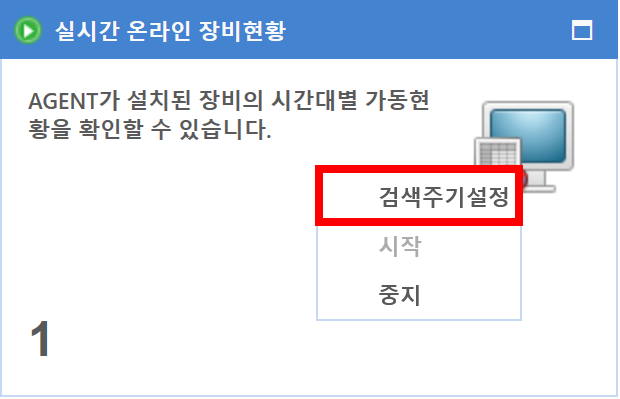 실시간 온라인 장비현황
AGENT가 설치된 장비의 시간대별 가동현
황을 확인할 수 있습니다.
검색주기설정
시작
중지
1